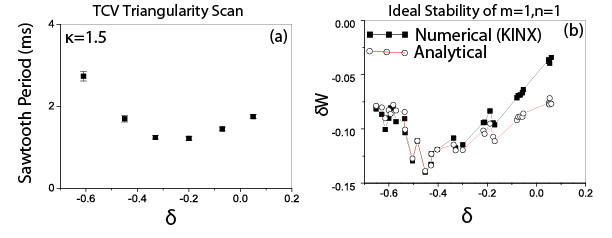 TCV Triangularity Scan
κ=1.5
(a)
Sawtooth Period (ms)
4
2
0
-0.6 -0.4 -0.2 0.0 0.2
δ
Ideal Stability of m=1,n=1
Numerical (KINX)
Analytical
(b)
δW
0.00
-0.05
-0.10
-0.15
-0.6 -0.4 -0.2 0.0 0.2
δ